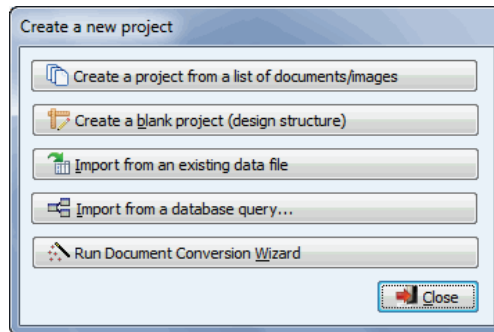 Create a new project
Create a project from a list of documents/images
Create a blank project (design structure)
Import from an existing data file
Import from a database query...
Run Document Conversion Wizard
Close